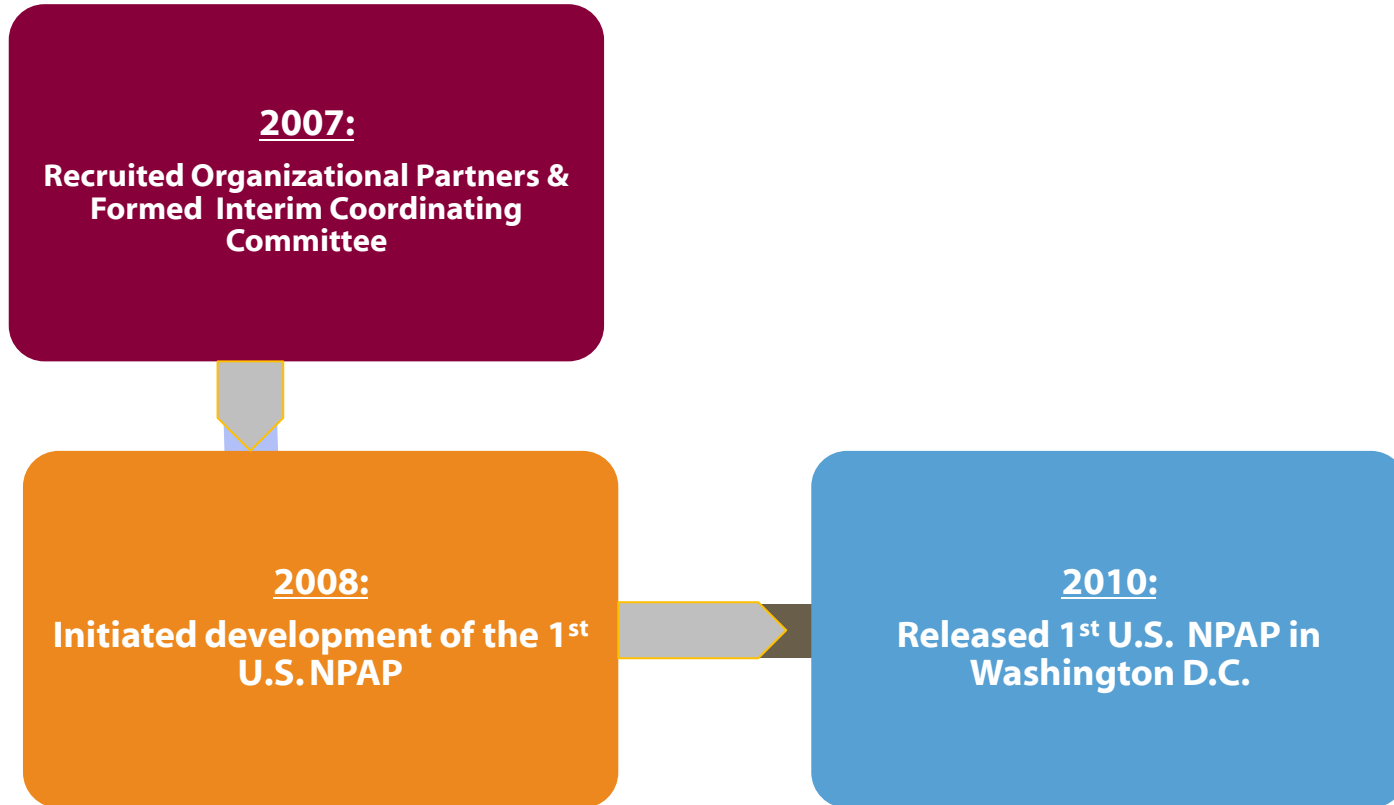 2007:
Recruited Organizational Partners &
Formed Interim Coordinating
Committee
2008:
Initiated development of the 1st
U.S. NPAP
2010:
Released 1st U.S. NPAP in
Washington D.C.